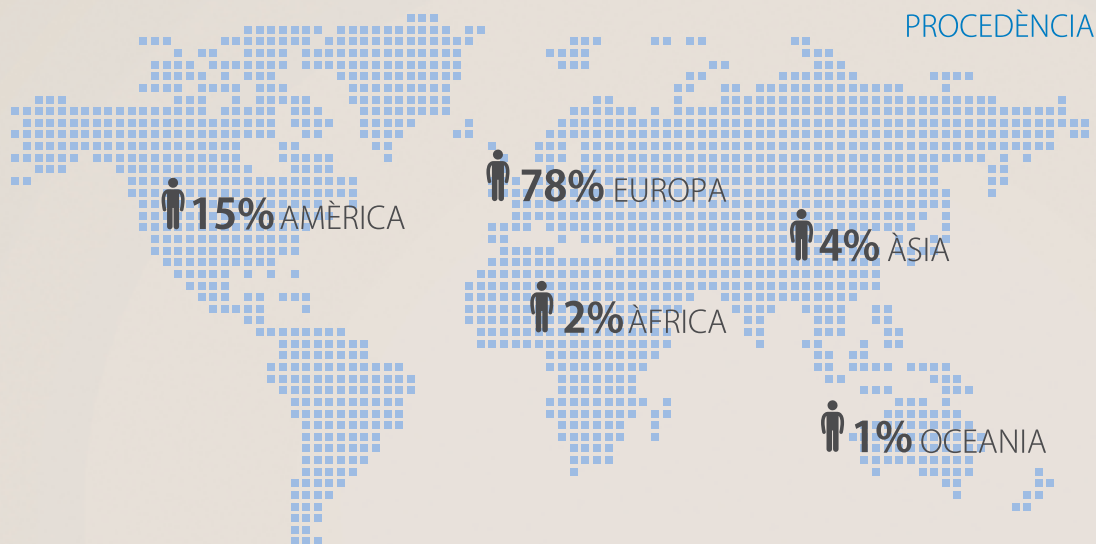 PROCEDÈNCIA
78% EUROPA
15% AMÈRICA
4% ÀSIA
2% ÀFRICA
1% OCEANIA